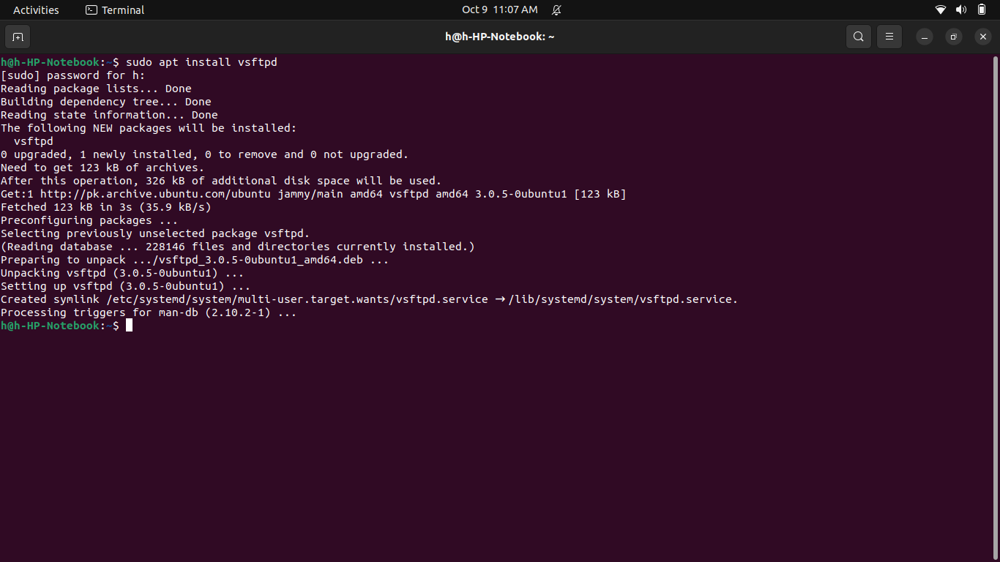 Activities
Terminal
Oct 9 11:07 AM
h@h-HP-Notebook: ~
h@h-HP-Notebook:~$ sudo apt install vsftpd
[sudo] password for h:
Reading package lists... Done
Building dependency tree... Done
Reading state information... Done
The following NEW packages will be installed:
  vsftpd
0 upgraded, 1 newly installed, 0 to remove and 0 not upgraded.
Need to get 123 kB of archives.
After this operation, 326 kB of additional disk space will be used.
Get:1 http://pk.archive.ubuntu.com/ubuntu jammy/main amd64 vsftpd amd64 3.0.5-0ubuntu1 [123 kB]
Fetched 123 kB in 3s (35.9 kB/s)
Preconfiguring packages ...
Selecting previously unselected package vsftpd.
(Reading database ... 228146 files and directories currently installed.)
Preparing to unpack .../vsftpd_3.0.5-0ubuntu1_amd64.deb ...
Unpacking vsftpd (3.0.5-0ubuntu1) ...
Setting up vsftpd (3.0.5-0ubuntu1) ...
Created symlink /etc/systemd/system/multi-user.target.wants/vsftpd.service → /lib/systemd/system/vsftpd.service.
Processing triggers for man-db (2.10.2-1) ...
h@h-HP-Notebook:~$